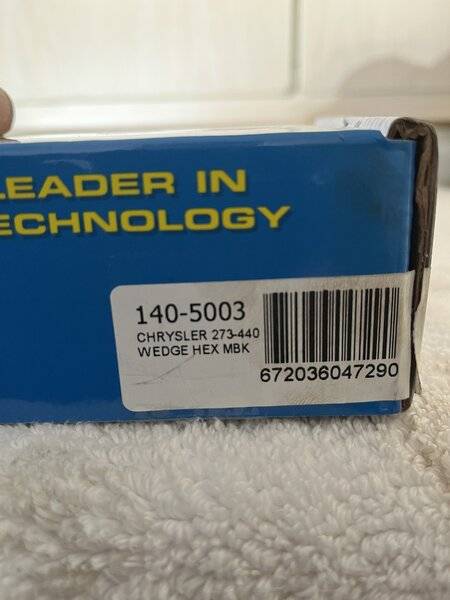 LEADER IN
ECHNOLOGY
140-5003
CHRYSLER 273-440
WEDGE HEX MBK
672036047290